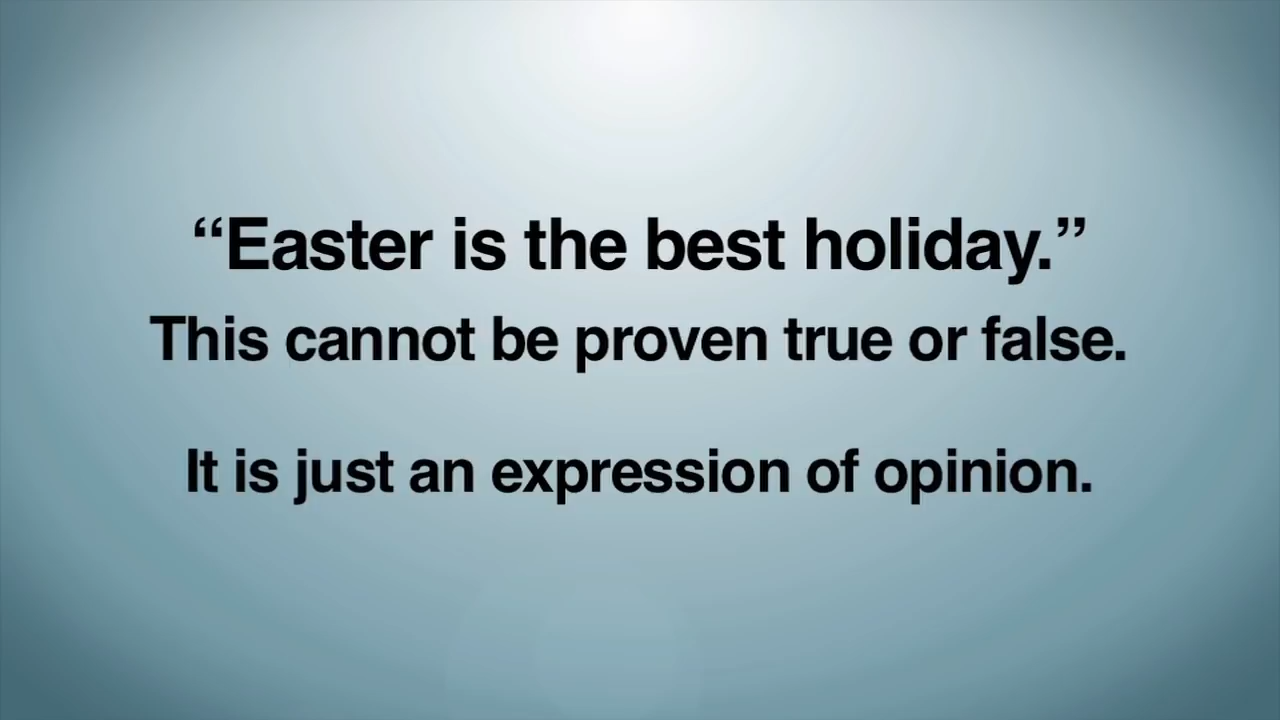 “Easter is the best holiday.”
This cannot be proven true or false.
It is just an expression of opinion.